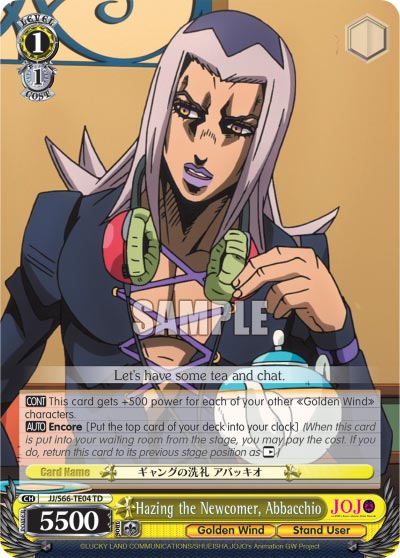 LEVEL
1
1
COST
SAMPLE
Let's have some tea and chat.
CONT This card gets +500 power for each of your other «Golden Wind»
characters.
AUTO Encore [Put the top card of your deck into your clock] (When this card
is put into your waiting room from the stage, you may pay the cost. If you
do, return this card to its previous stage position as
Card Name
ギャングの洗礼 アバッキオ
CH JJ/S66-TE04 TD
Hazing the Newcomer, Abbacchio
JOJO
POWER
5500
SOUL
Golden Wind
Stand User
©LUCKY LAND COMMUNICATIONS/SHUEISHA,JOJO's Animation GW Project